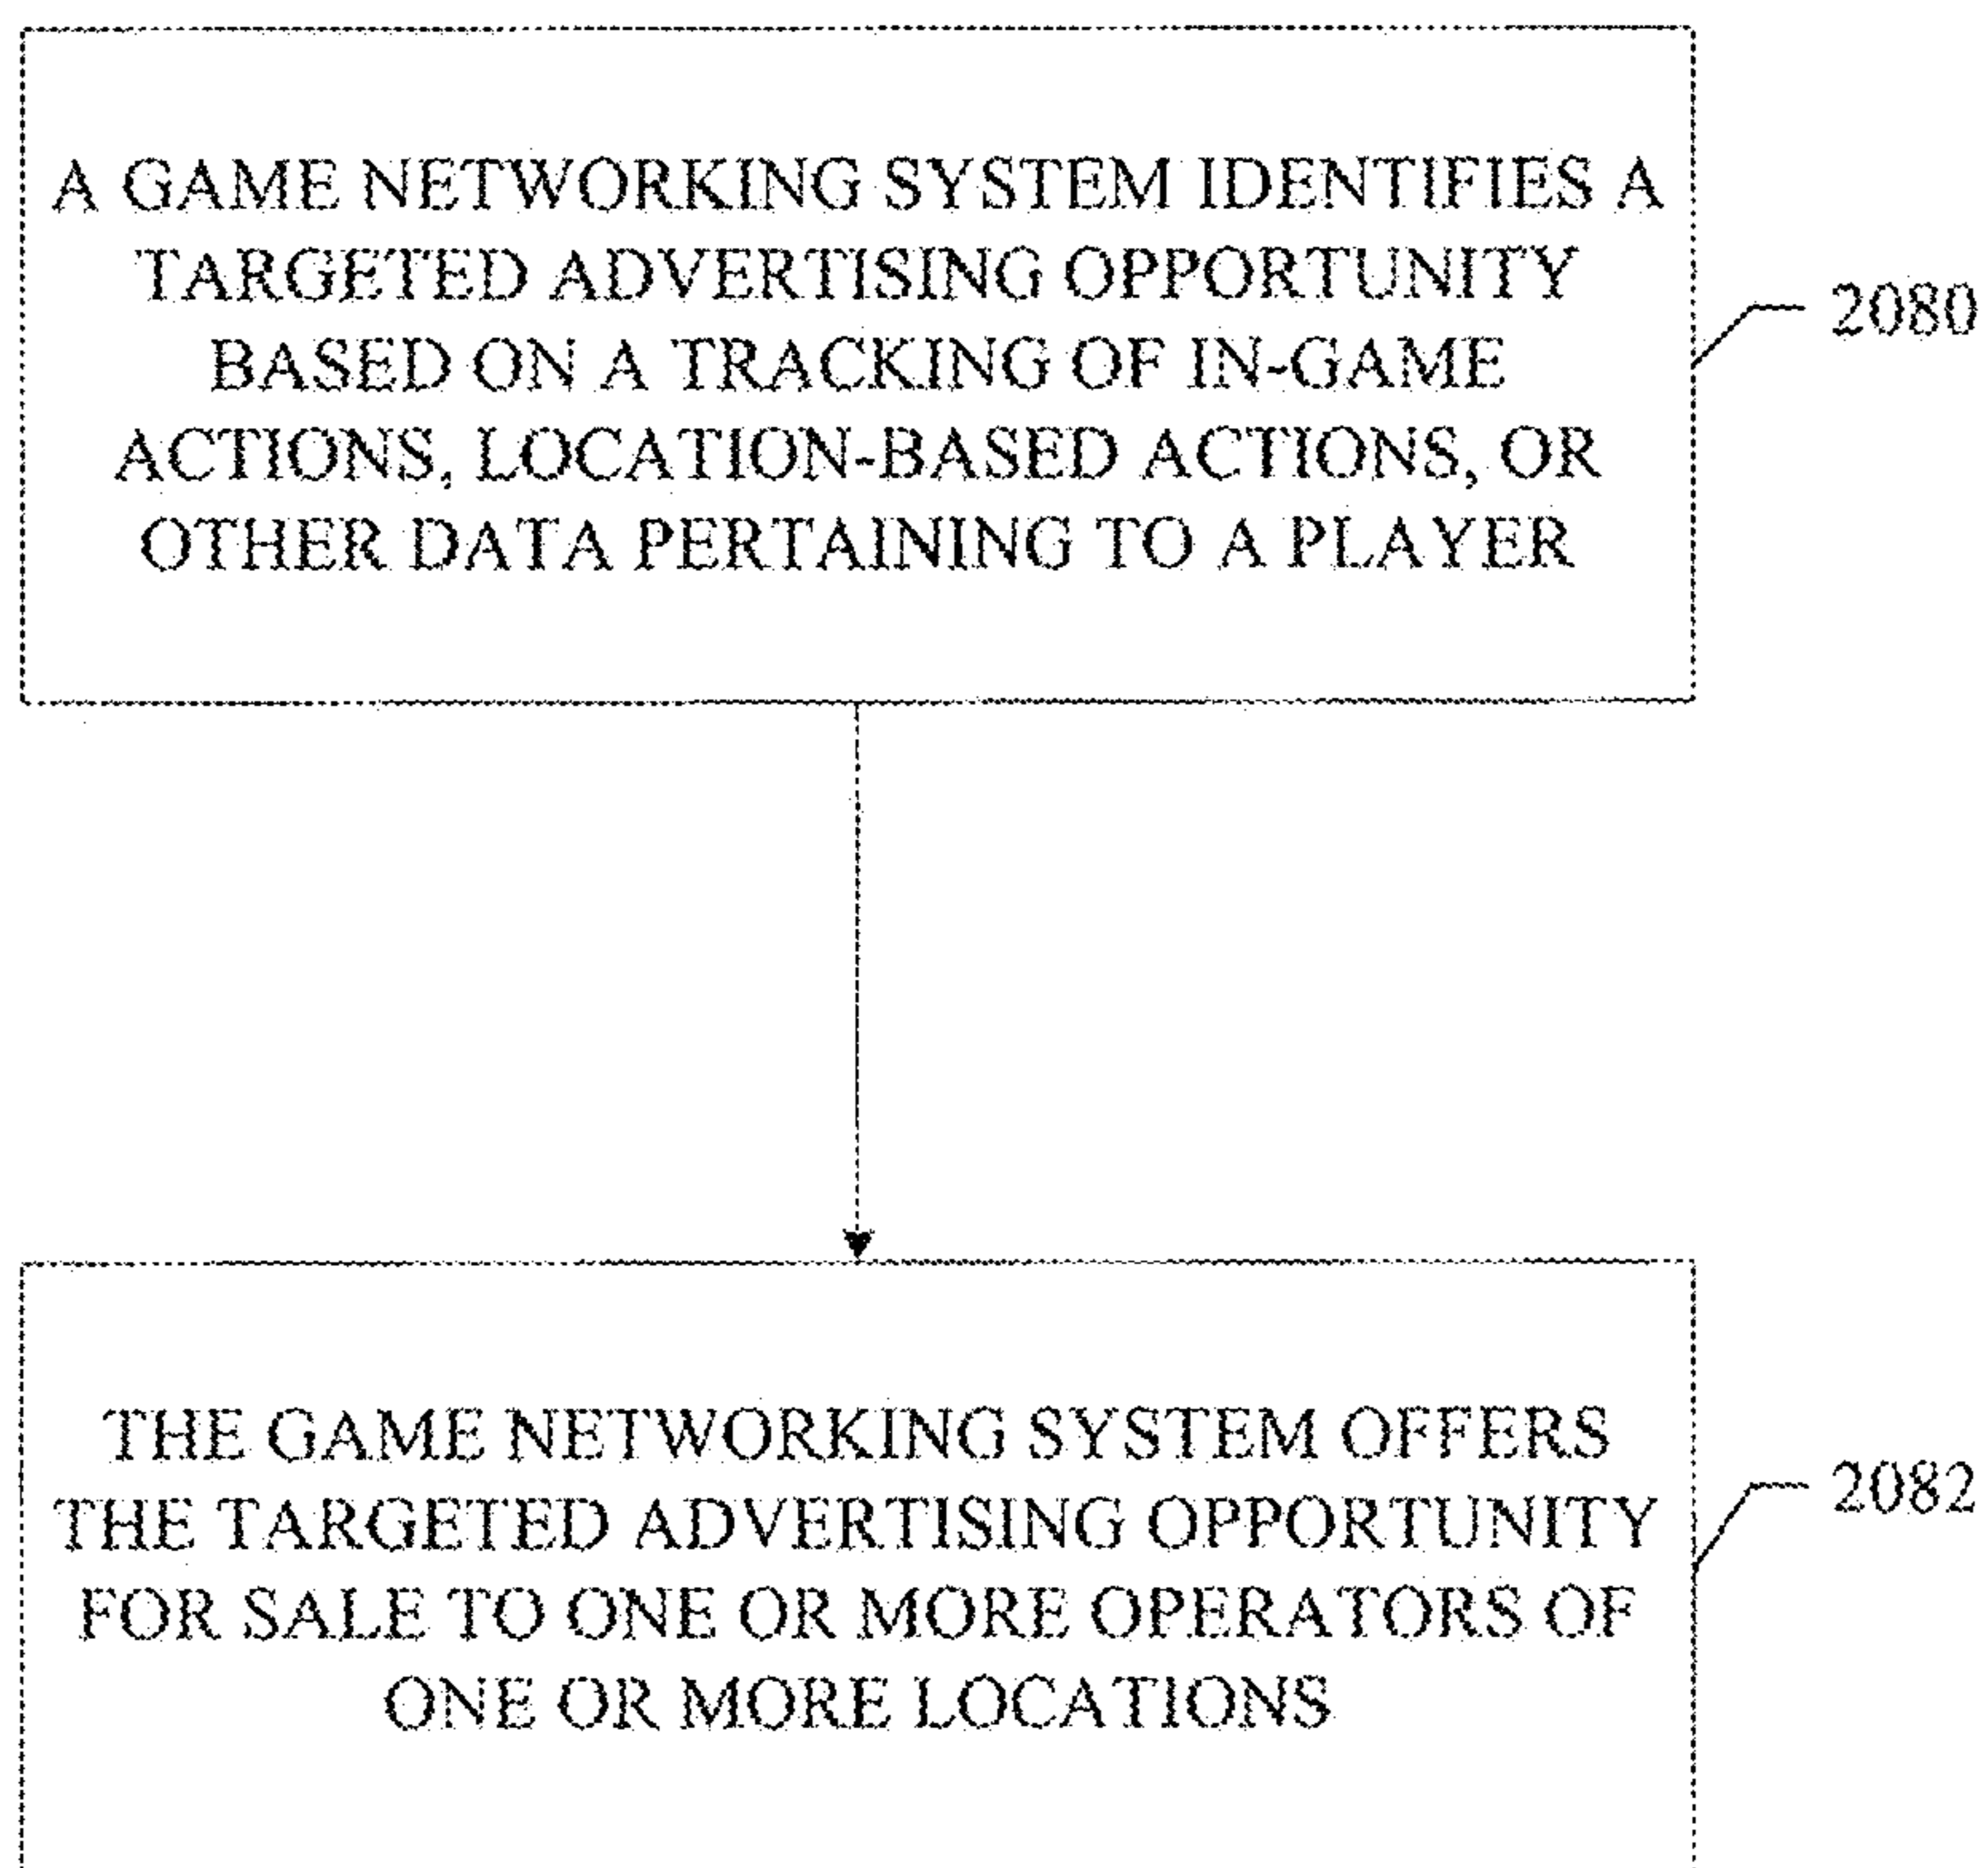 A GAME NETWORKING SYSTEM IDENTIFIES A
TARGETED ADVERTISING OPPORTUNITY
BASED ON A TRACKING OF IN-GAME
ACTIONS, LOCATION-BASED ACTIONS, OR
OTHER DATA PERTAINING TO A PLAYER
2080
THE GAME NETWORKING SYSTEM OFFERS
THE TARGETED ADVERTISING OPPORTUNITY
FOR SALE TO ONE OR MORE OPERATORS OF
ONE OR MORE LOCATIONS
2082